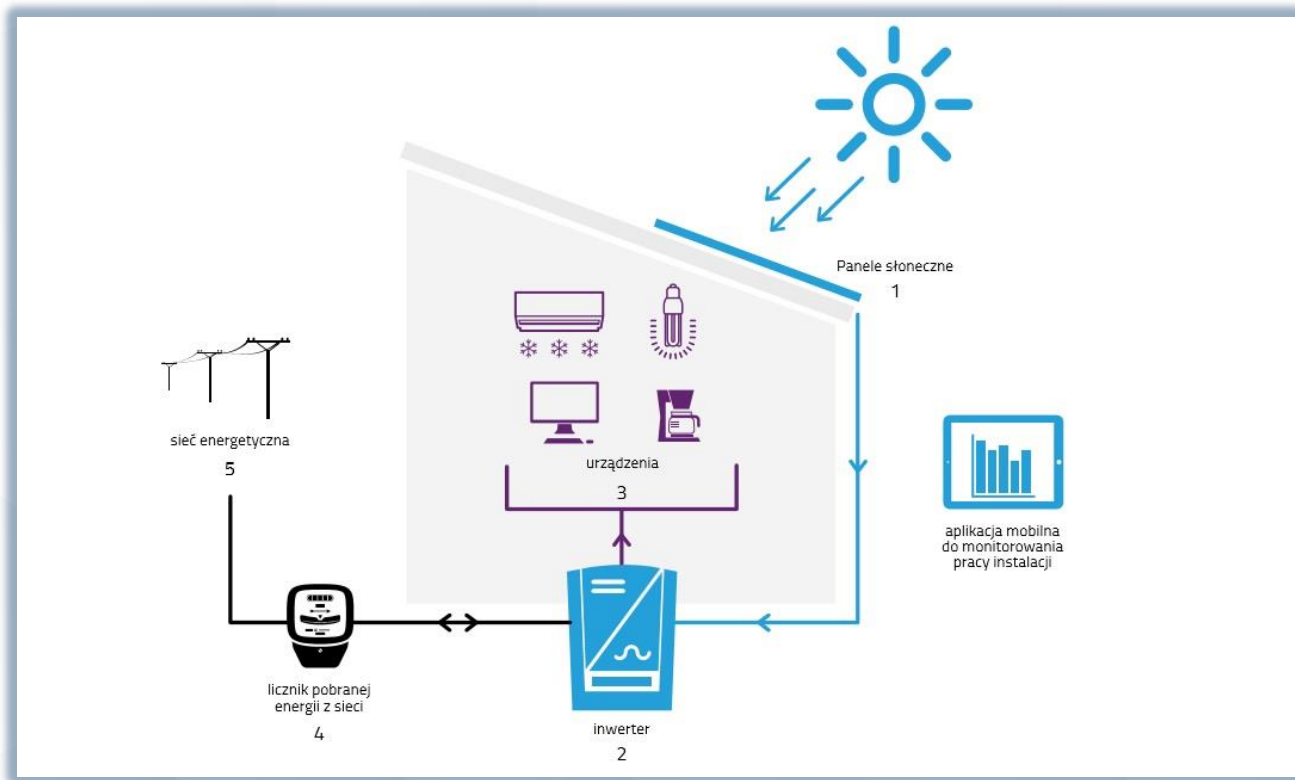 Panele słoneczne
1
sieć energetyczna
5
urządzenia
3
aplikacja mobilna
do monitorowania
pracy instalacji
licznik pobranej
energii z sieci
4
inwerter
2